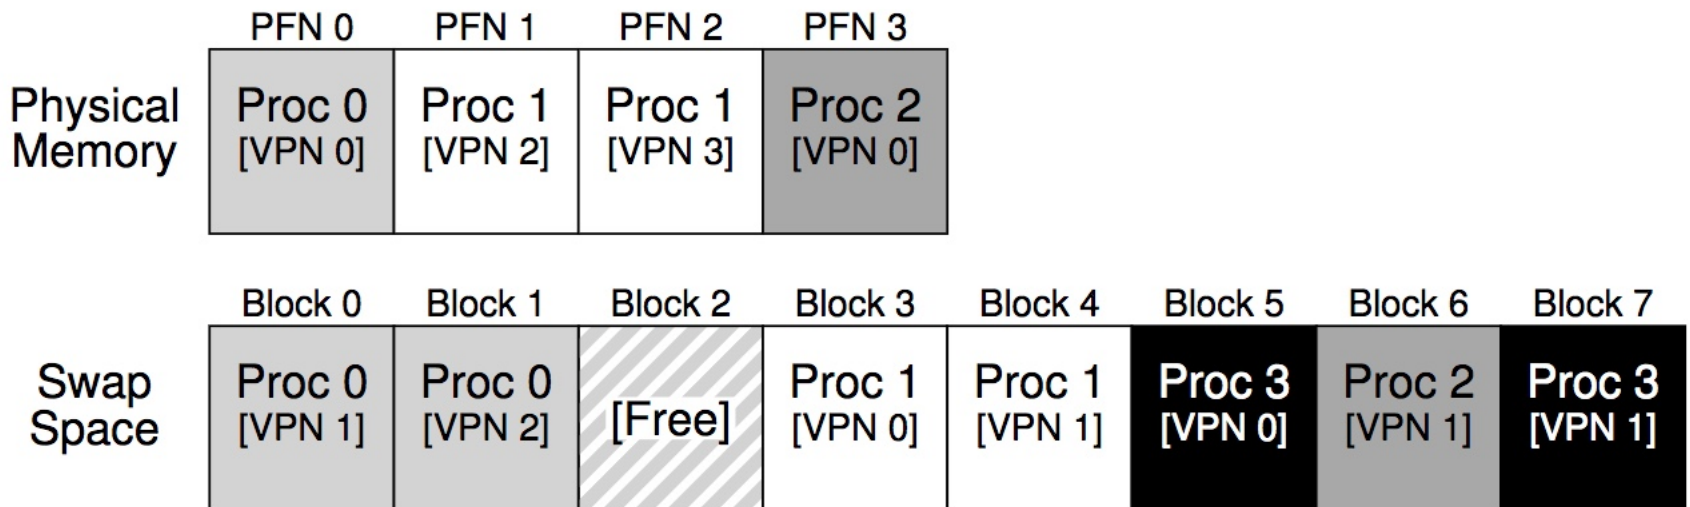 PFN 0 PFN 1 PFN 2 PFN 3
Physical Memory
Proc 0 Proc 1 Proc 1 Proc 2
[VPN 0] [VPN 2] [VPN 3] [VPN 0]
Block 0 Block 1 Block 2 Block 3 Block 4 Block 5 Block 6 Block 7
Swap Space
Proc 0 Proc 0 [Free] Proc 1 Proc 1 Proc 3 Proc 2 Proc 3
[VPN 1] [VPN 2] [VPN 0] [VPN 1] [VPN 0] [VPN 1] [VPN 1]